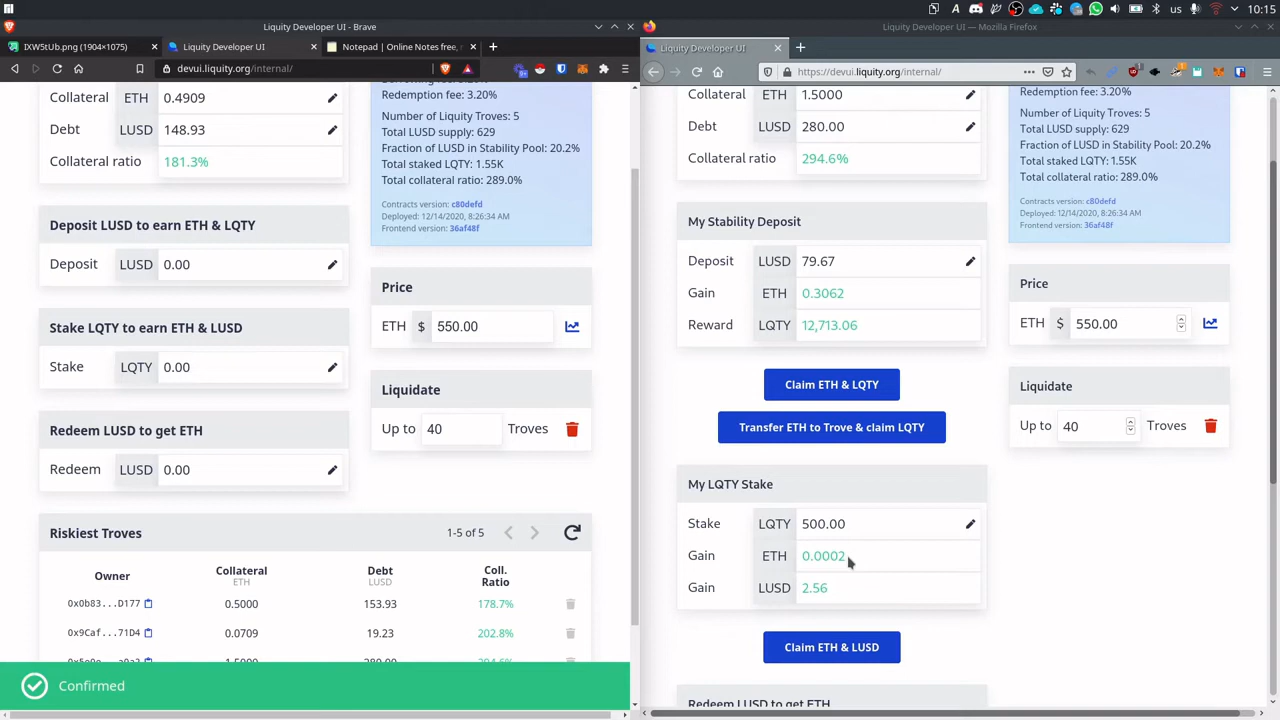 10:15
us
Liquity Developer UI - Brave
IXW5tUb.png (1904×1075)
Liquity Developer UI
Notepad | Online Notes free,
devui.liquity.org/internal/
Collateral ETH 0.4909
Debt LUSD 148.93
Collateral ratio 181.3%
Deposit LUSD to earn ETH & LQTY
Deposit LUSD 0.00
Stake LQTY to earn ETH & LUSD
Stake LQTY 0.00
Redeem LUSD to get ETH
Redeem LUSD 0.00
Redemption fee: 3.20%
Number of Liquity Troves: 5
Total LUSD supply: 629
Fraction of LUSD in Stability Pool: 20.2%
Total staked LQTY: 1.55K
Total collateral ratio: 289.0%
Contracts version: c80defd
Deployed: 12/14/2020, 8:26:34 AM
Frontend version: 36af48f
Price
ETH $ 550.00
Liquidate
Up to 40 Troves
Riskiest Troves 1-5 of 5
Owner Collateral ETH Debt LUSD Coll. Ratio
0x0b83...D177 0.5000 153.93 178.7%
0x9Caf...71D4 0.0709 19.23 202.8%
Confirmed
Liquity Developer UI - Mozilla Firefox
Liquity Developer UI
https://devui.liquity.org/internal/
Collateral ETH 1.5000
Debt LUSD 280.00
Collateral ratio 294.6%
My Stability Deposit
Deposit LUSD 79.67
Gain ETH 0.3062
Reward LQTY 12,713.06
Claim ETH & LQTY
Transfer ETH to Trove & claim LQTY
My LQTY Stake
Stake LQTY 500.00
Gain ETH 0.0002
Gain LUSD 2.56
Claim ETH & LUSD
Redeem LUSD to get ETH
Redemption fee: 3.20%
Number of Liquity Troves: 5
Total LUSD supply: 629
Fraction of LUSD in Stability Pool: 20.2%
Total staked LQTY: 1.55K
Total collateral ratio: 289.0%
Contracts version: c80defd
Deployed: 12/14/2020, 8:26:34 AM
Frontend version: 36af48f
Price
ETH $ 550.00
Liquidate
Up to 40 Troves